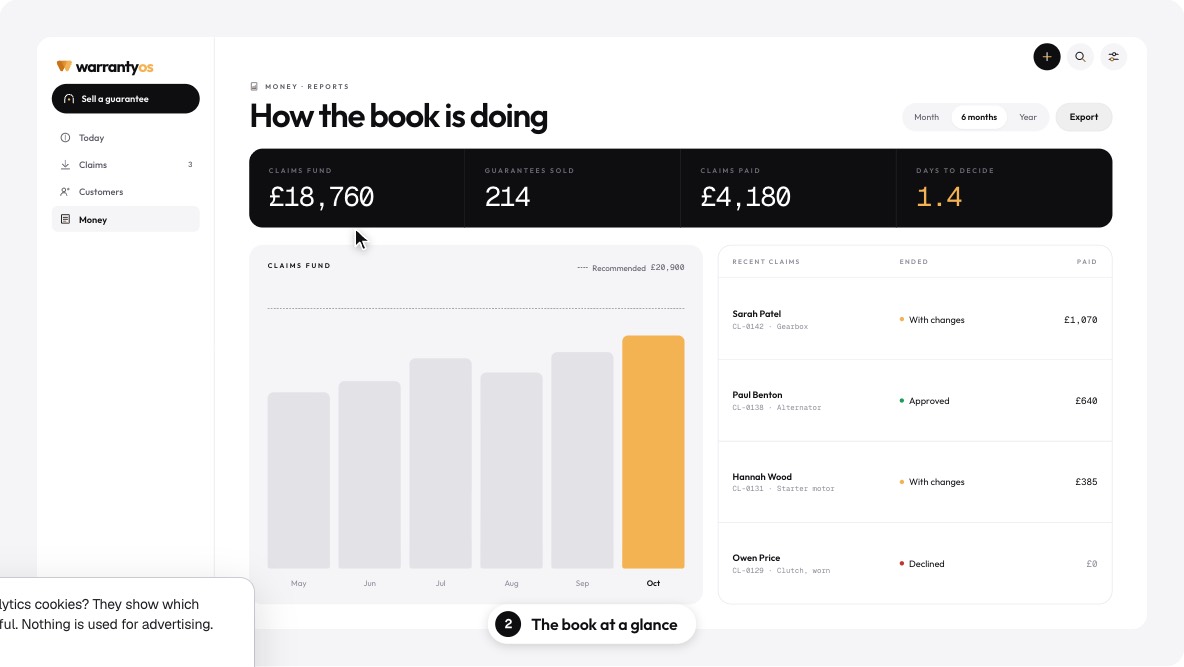 warrantyos
Sell a guarantee
Today
Claims 3
Customers
Money
MONEY · REPORTS
How the book is doing
Month 6 months Year Export
CLAIMS FUND GUARANTEES SOLD CLAIMS PAID DAYS TO DECIDE
£18,760 214 £4,180 1.4
CLAIMS FUND
Recommended £20,900
May Jun Jul Aug Sep Oct
RECENT CLAIMS ENDED PAID
Sarah Patel
CL-0142 · Gearbox
With changes £1,070
Paul Benton
CL-0138 · Alternator
Approved £640
Hannah Wood
CL-0131 · Starter motor
With changes £385
Owen Price
CL-0129 · Clutch, worn
Declined £0
lytics cookies? They show which
ful. Nothing is used for advertising.
2 The book at a glance